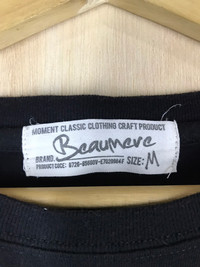 MOMENT CLASSIC CLOTHING CRAFT PRODUCT
BRAND. Beaumere
PRODUCT CODE: SIZE: M